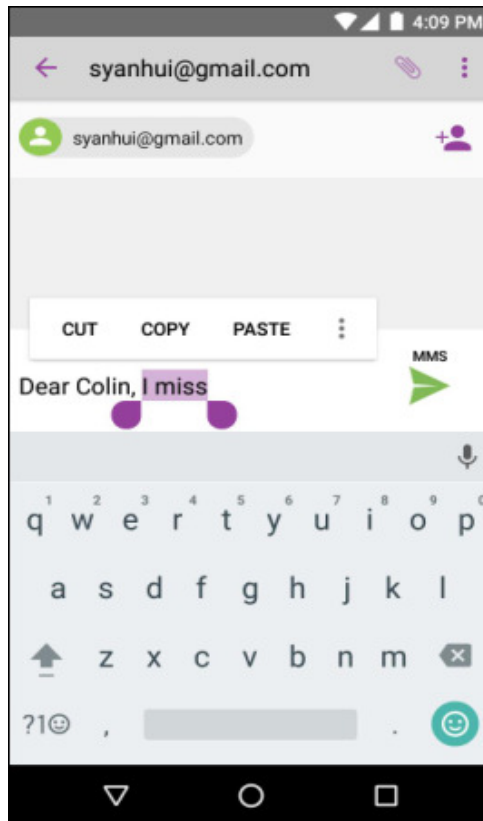 4:09 PM
syanhui@gmail.com
syanhui@gmail.com
CUT COPY PASTE
MMS
Dear Colin, I miss
1 2 3 4 5 6 7 8 9 0
q w e r t y u i o p
a s d f g h j k l
z x c v b n m
?1☺ , .